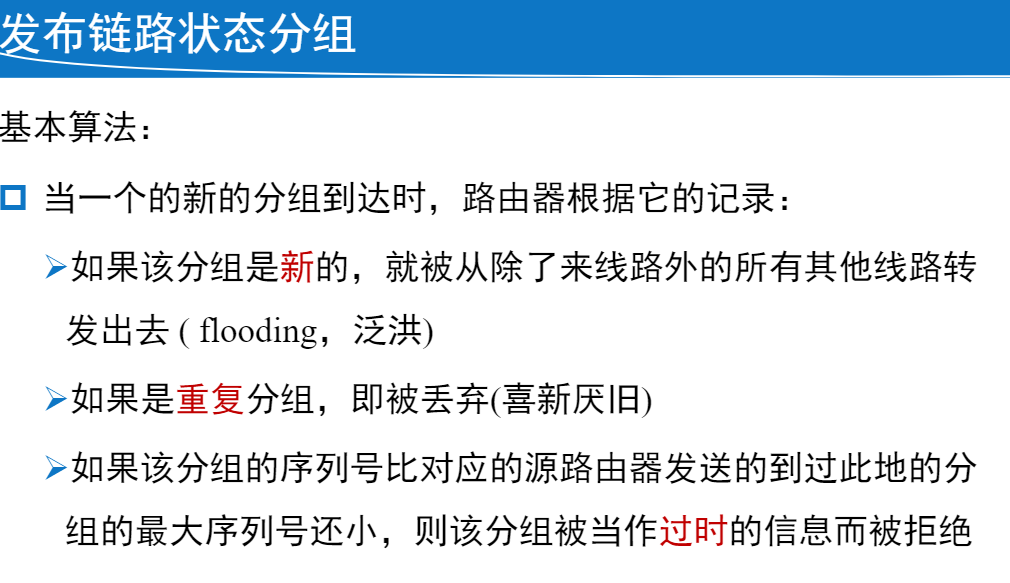 发布链路状态分组
基本算法：
当一个的新的分组到达时，路由器根据它的记录：
如果该分组是新的，就被从除了来线路外的所有其他线路转
发出去 ( flooding，泛洪)
如果是重复分组，即被丢弃(喜新厌旧)
如果该分组的序列号比对应的源路由器发送的到过此地的分
组的最大序列号还小，则该分组被当作过时的信息而被拒绝